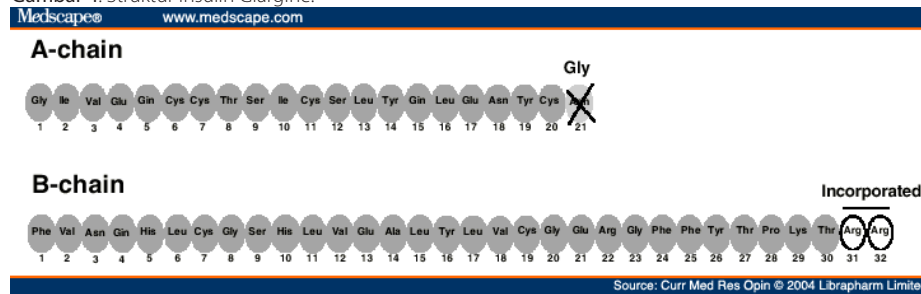 Gambar 1. Struktur Insulin Glargine.
Medscape® www.medscape.com
A-chain
Gly
Gly Ile Val Glu Gin Cys Cys Thr Ser Ile Cys Ser Leu Tyr Gin Leu Glu Asn Tyr Cys
1 2 3 4 5 6 7 8 9 10 11 12 13 14 15 16 17 18 19 20 21
B-chain
Incorporated
Phe Val Asn Gin His Leu Cys Gly Ser His Leu Val Glu Ala Leu Tyr Leu Val Cys Gly Glu Arg Gly Phe Phe Tyr Thr Pro Lys Thr Arg Arg
1 2 3 4 5 6 7 8 9 10 11 12 13 14 15 16 17 18 19 20 21 22 23 24 25 26 27 28 29 30 31 32
Source: Curr Med Res Opin © 2004 Librapharm Limite